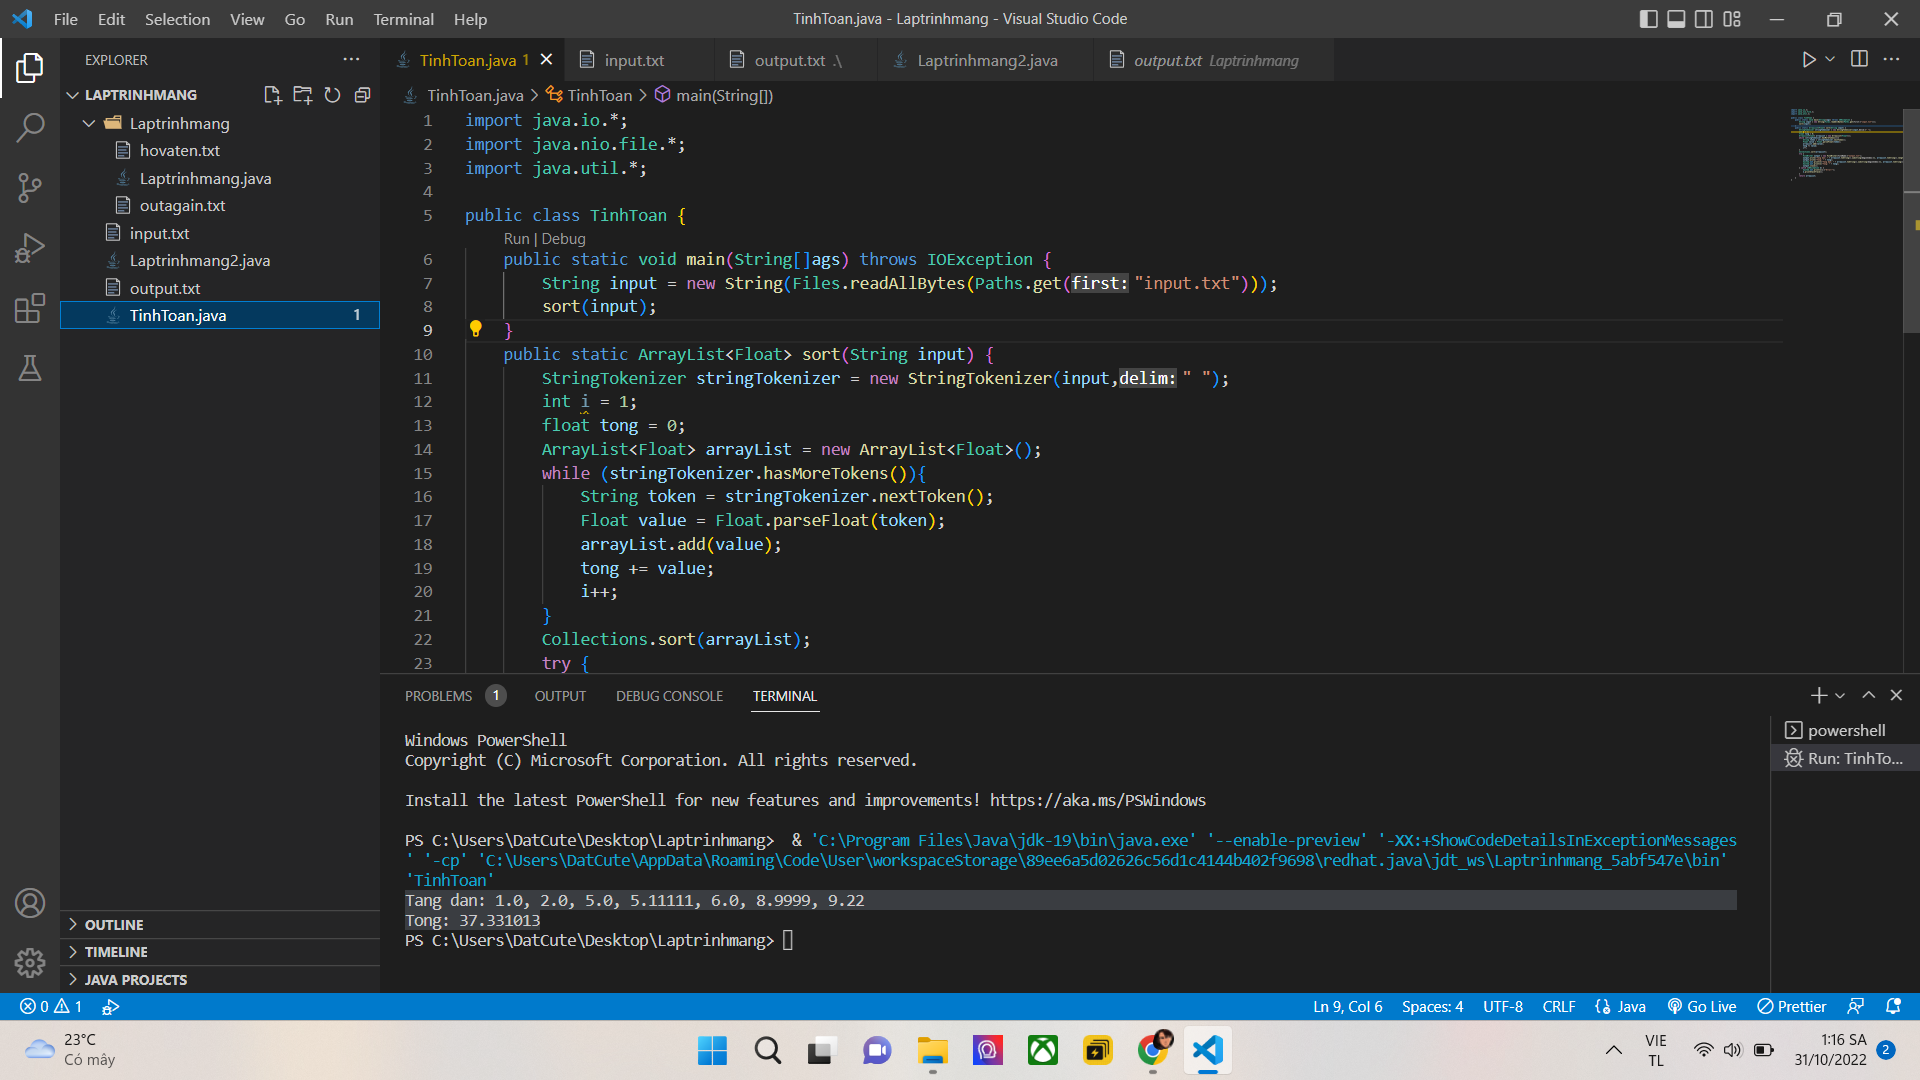 File Edit Selection View Go Run Terminal Help
TinhToan.java - Laptrinhmang - Visual Studio Code
EXPLORER
LAPTRINHMANG
Laptrinhmang
hovaten.txt
Laptrinhmang.java
outagain.txt
input.txt
Laptrinhmang2.java
output.txt
TinhToan.java 1
OUTLINE
TIMELINE
JAVA PROJECTS
TinhToan.java 1
input.txt
output.txt .\
Laptrinhmang2.java
output.txt Laptrinhmang
TinhToan.java > TinhToan > main(String[])
1 import java.io.*;
2 import java.nio.file.*;
3 import java.util.*;
4
5 public class TinhToan {
Run | Debug
6 public static void main(String[]ags) throws IOException {
7 String input = new String(Files.readAllBytes(Paths.get(first: "input.txt")));
8 sort(input);
9 }
10 public static ArrayList<Float> sort(String input) {
11 StringTokenizer stringTokenizer = new StringTokenizer(input,delim: " ");
12 int i = 1;
13 float tong = 0;
14 ArrayList<Float> arrayList = new ArrayList<Float>();
15 while (stringTokenizer.hasMoreTokens()){
16 String token = stringTokenizer.nextToken();
17 Float value = Float.parseFloat(token);
18 arrayList.add(value);
19 tong += value;
20 i++;
21 }
22 Collections.sort(arrayList);
23 try {
PROBLEMS 1 OUTPUT DEBUG CONSOLE TERMINAL
Windows PowerShell
Copyright (C) Microsoft Corporation. All rights reserved.
Install the latest PowerShell for new features and improvements! https://aka.ms/PSWindows
PS C:\Users\DatCute\Desktop\Laptrinhmang>  & 'C:\Program Files\Java\jdk-19\bin\java.exe' '--enable-preview' '-XX:+ShowCodeDetailsInExceptionMessages
' '-cp' 'C:\Users\DatCute\AppData\Roaming\Code\User\workspaceStorage\89ee6a5d02626c56d1c4144b402f9698\redhat.java\jdt_ws\Laptrinhmang_5abf547e\bin'
'TinhToan'
Tang dan: 1.0, 2.0, 5.0, 5.11111, 6.0, 8.9999, 9.22
Tong: 37.331013
PS C:\Users\DatCute\Desktop\Laptrinhmang>
powershell
Run: TinhTo...
0 1
Ln 9, Col 6 Spaces: 4 UTF-8 CRLF {} Java Go Live Prettier
23°C
Có mây
VIE
TL
1:16 SA
31/10/2022
2